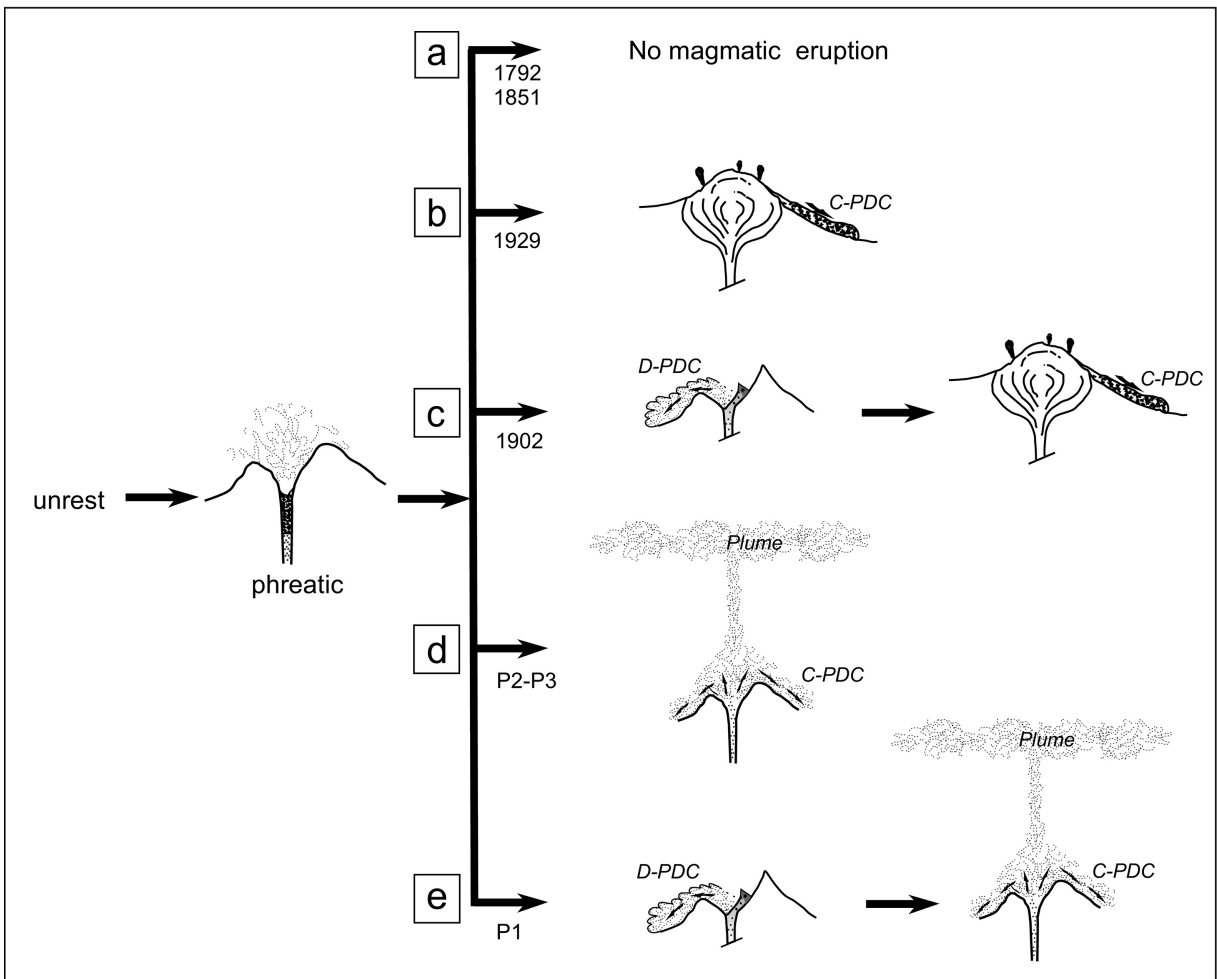 a
1792
1851
No magmatic eruption
b
1929
C-PDC
c
1902
D-PDC
C-PDC
unrest
phreatic
d
P2-P3
Plume
C-PDC
e
P1
D-PDC
Plume
C-PDC